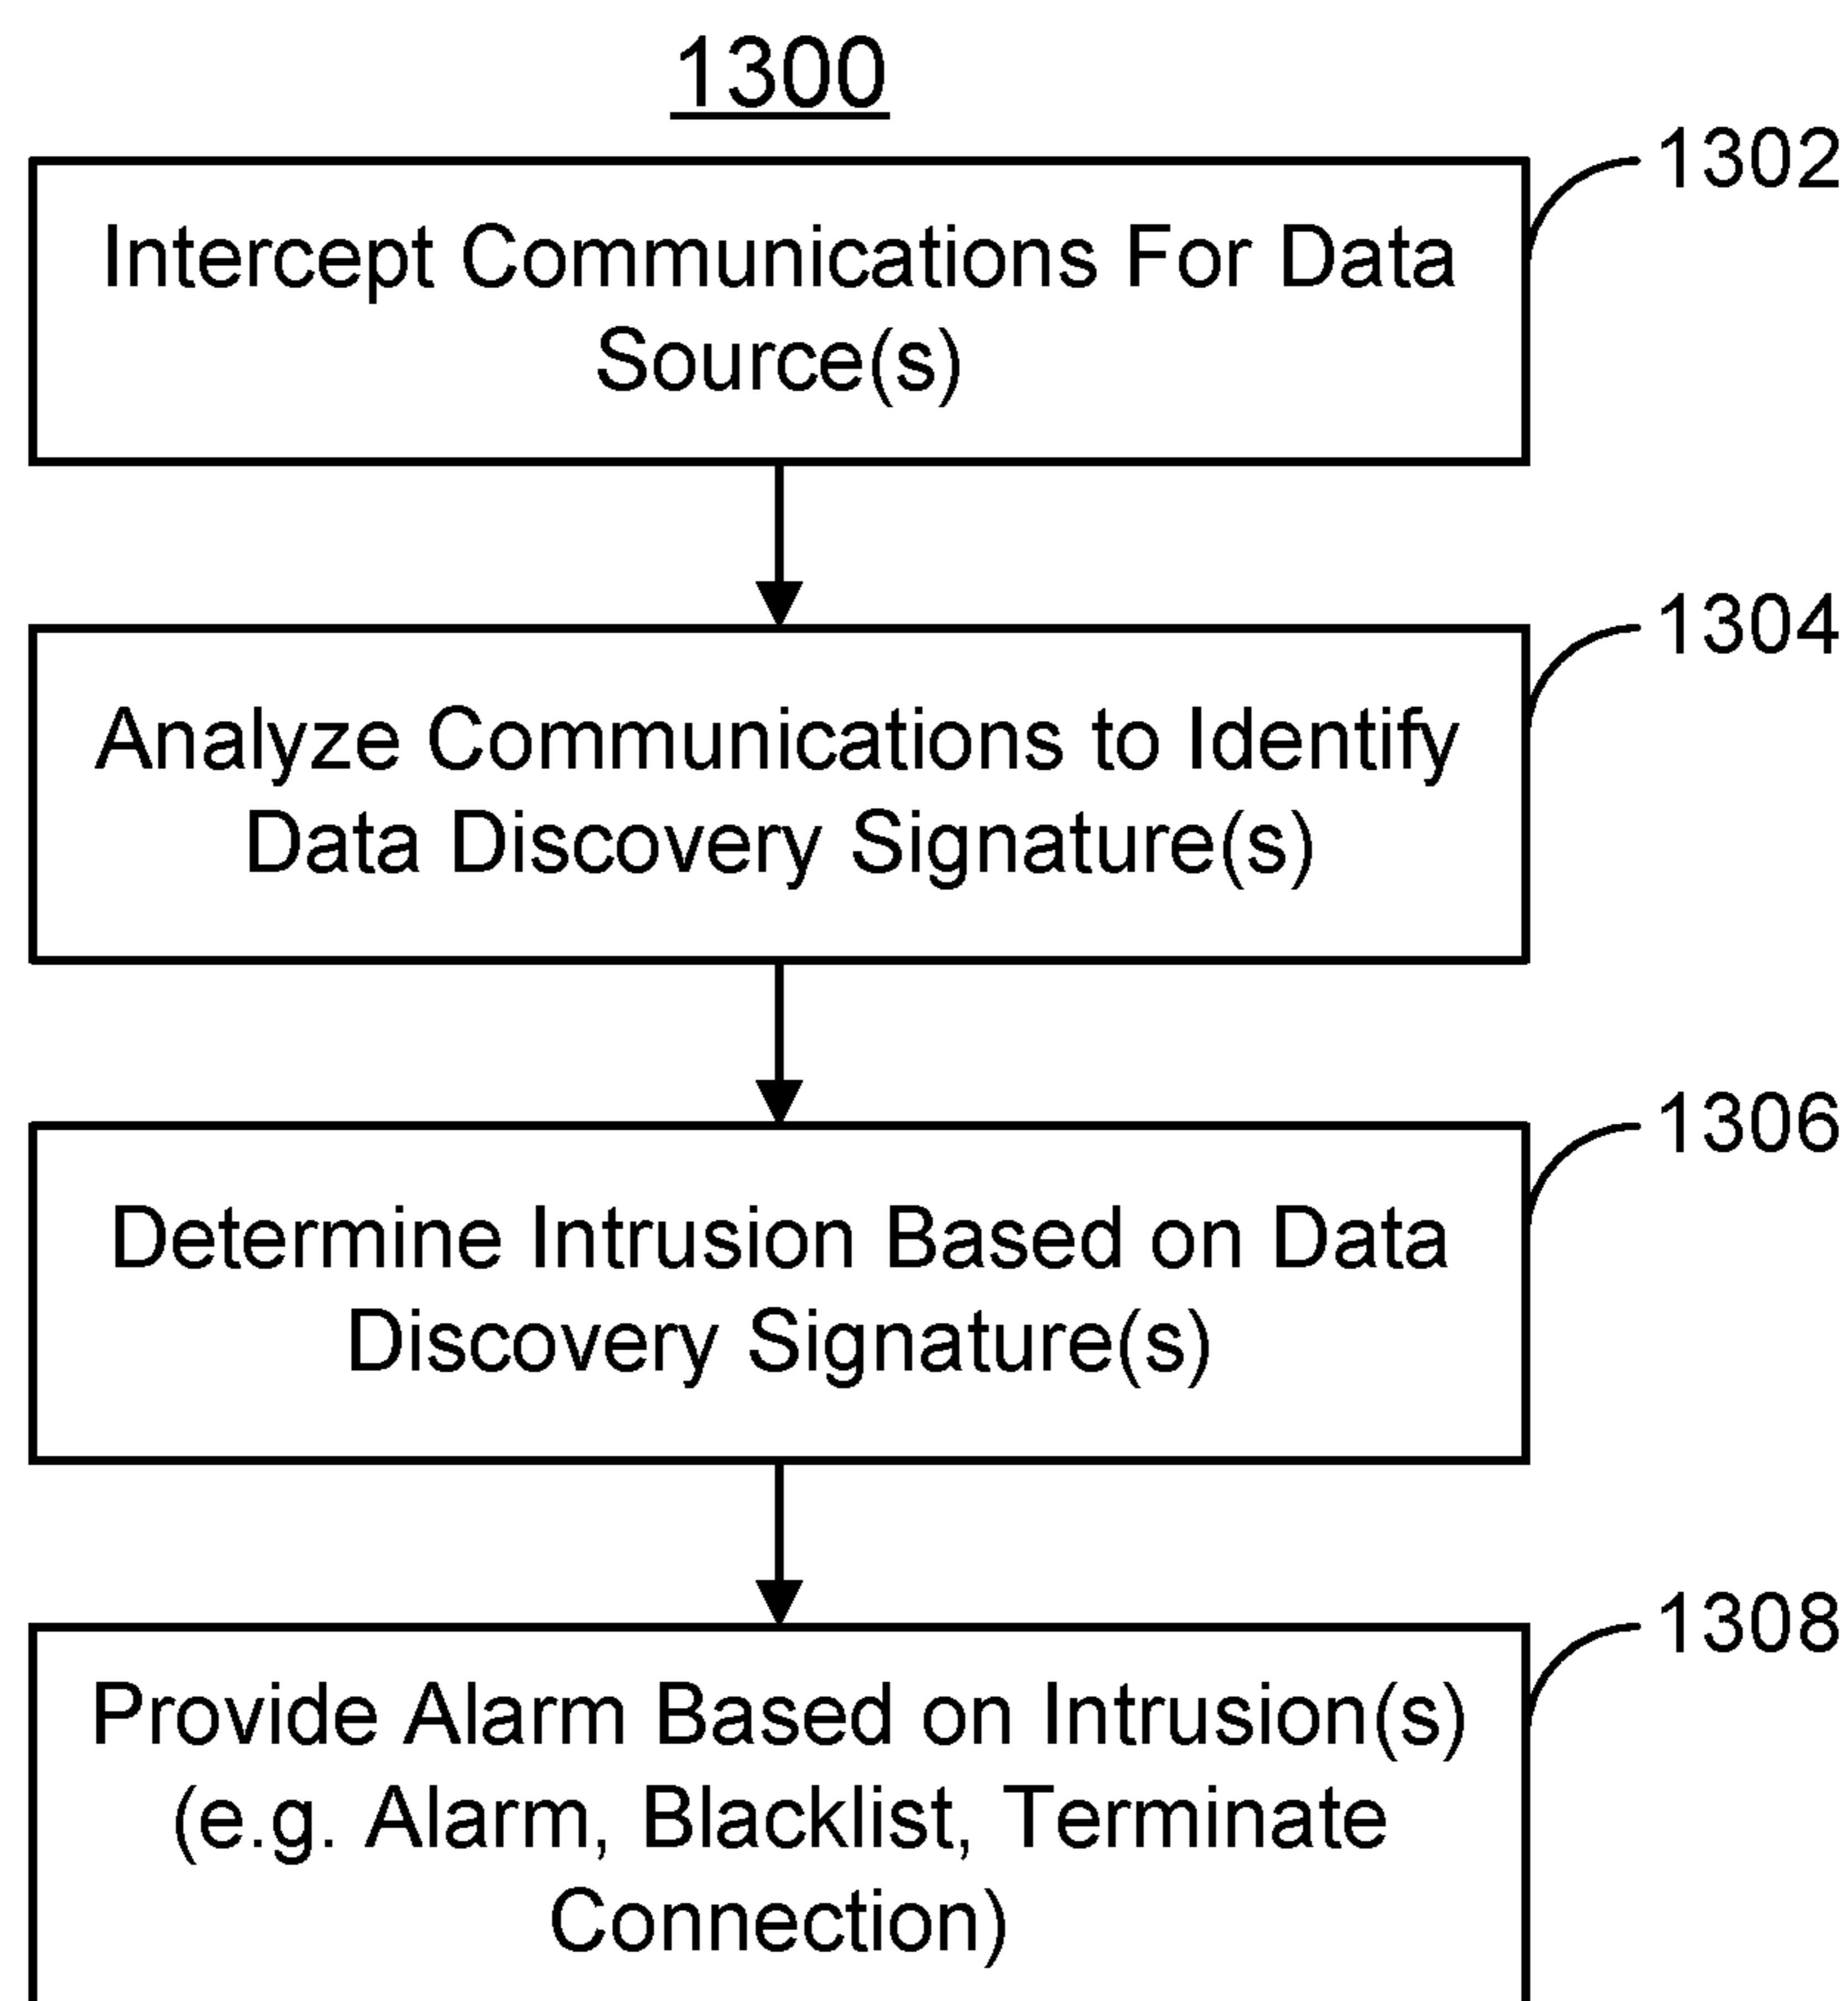 1300
1302
Intercept Communications For Data
Source(s)
1304
Analyze Communications to Identify
Data Discovery Signature(s)
1306
Determine Intrusion Based on Data
Discovery Signature(s)
1308
Provide Alarm Based on Intrusion(s)
(e.g. Alarm, Blacklist, Terminate
Connection)